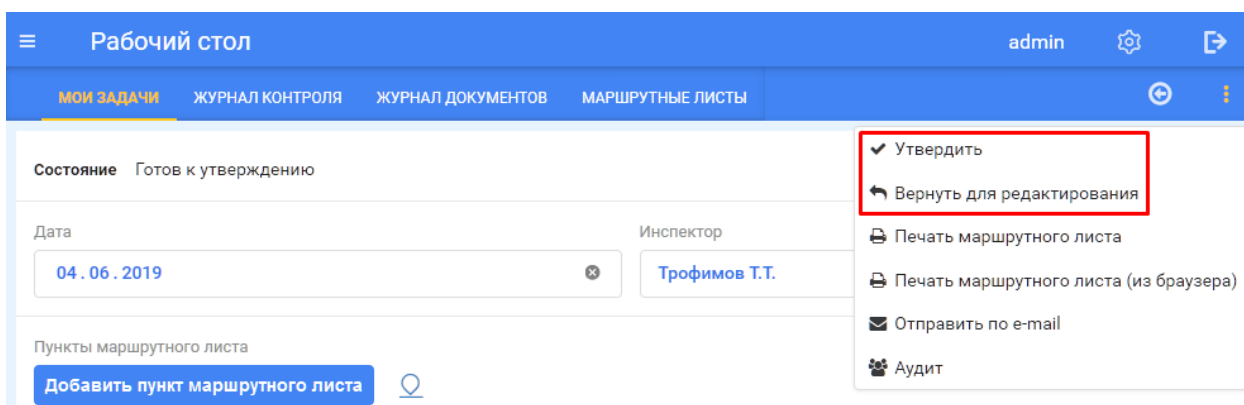 Рабочий стол
admin
МОИ ЗАДАЧИ ЖУРНАЛ КОНТРОЛЯ ЖУРНАЛ ДОКУМЕНТОВ МАРШРУТНЫЕ ЛИСТЫ
Состояние Готов к утверждению
Дата
04 . 06 . 2019
Инспектор
Трофимов Т.Т.
Пункты маршрутного листа
Добавить пункт маршрутного листа
Утвердить
Вернуть для редактирования
Печать маршрутного листа
Печать маршрутного листа (из браузера)
Отправить по e-mail
Аудит